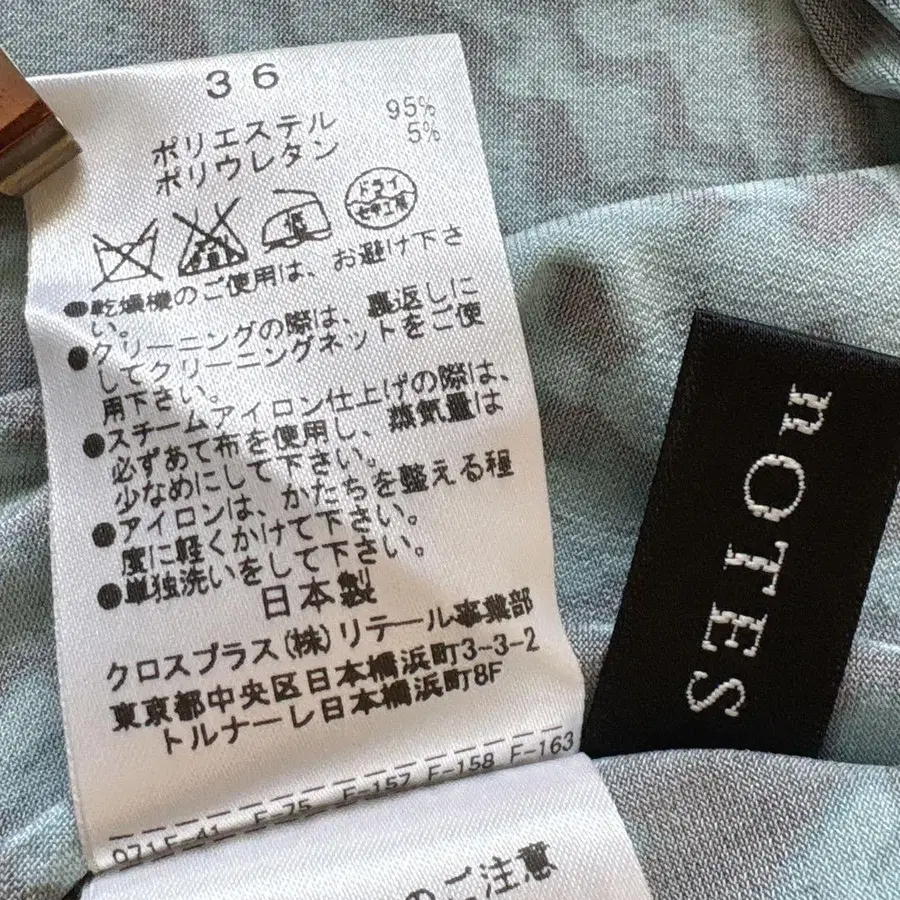 36
ポリエステル 95%
ポリウレタン 5%
低
ドライ
セキユ系
●乾燥機のご使用は、お避け下さ
い。
●クリーニングの際は、裏返しに
してクリーニングネットをご使
用下さい。
●スチームアイロン仕上げの際は、
必ずあて布を使用し、蒸気量は
少なめにして下さい。
●アイロンは、かたちを整える程
度に軽くかけて下さい。
●単独洗いをして下さい。
日本製
クロスプラス(株)リテール事業部
東京都中央区日本橋浜町3-3-2
トルナーレ日本橋浜町8F
F-157 F-158 F-163
のご注意
nOTES